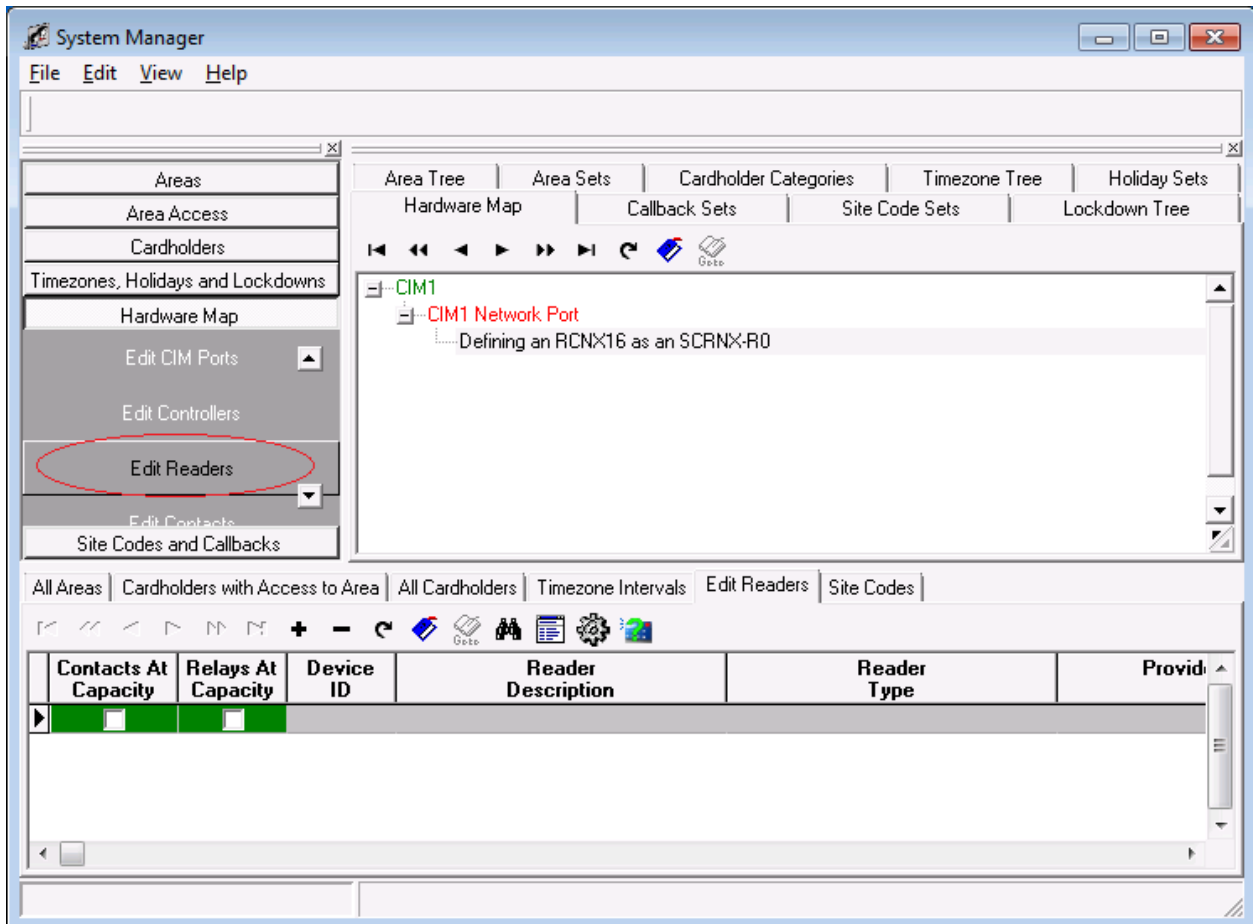 System Manager
File Edit View Help
Areas
Area Access
Cardholders
Timezones, Holidays and Lockdowns
Hardware Map
Edit CIM Ports
Edit Controllers
Edit Readers
Edit Contacts
Site Codes and Callbacks
Area Tree Area Sets Cardholder Categories Timezone Tree Holiday Sets
Hardware Map Callback Sets Site Code Sets Lockdown Tree
Goto
CIM1
CIM1 Network Port
Defining an RCNX16 as an SCRNX-R0
All Areas Cardholders with Access to Area All Cardholders Timezone Intervals Edit Readers Site Codes
Goto
Contacts At Capacity Relays At Capacity Device ID Reader Description Reader Type Provid